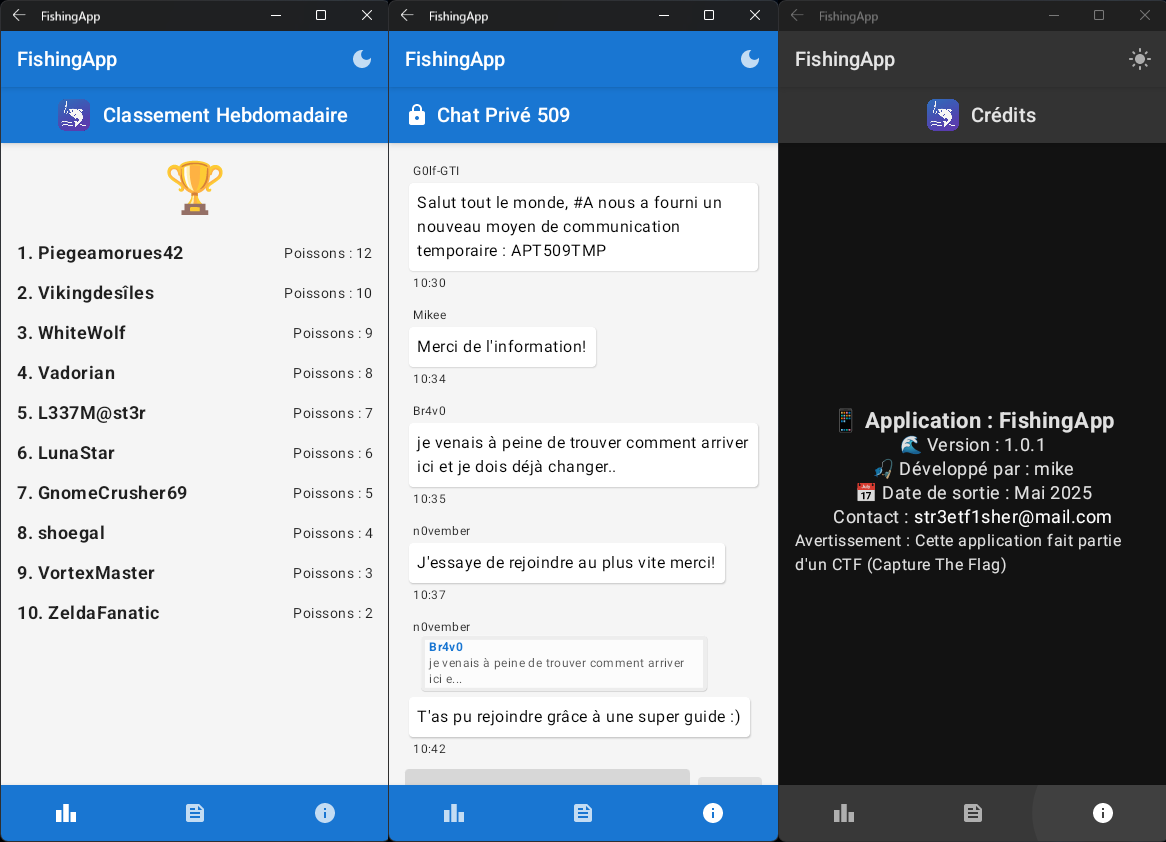 FishingApp
FishingApp
Classement Hebdomadaire
1. Piegeamorues42 Poissons : 12
2. Vikingdesîles Poissons : 10
3. WhiteWolf Poissons : 9
4. Vadorian Poissons : 8
5. L337M@st3r Poissons : 7
6. LunaStar Poissons : 6
7. GnomeCrusher69 Poissons : 5
8. shoegal Poissons : 4
9. VortexMaster Poissons : 3
10. ZeldaFanatic Poissons : 2
FishingApp
FishingApp
Chat Privé 509
G0lf-GTI
Salut tout le monde, #A nous a fourni un
nouveau moyen de communication
temporaire : APT509TMP
10:30
Mikee
Merci de l'information!
10:34
Br4v0
je venais à peine de trouver comment arriver
ici et je dois déjà changer..
10:35
n0vember
J'essaye de rejoindre au plus vite merci!
10:37
n0vember
Br4v0
je venais à peine de trouver comment arriver
ici e...
T'as pu rejoindre grâce à une super guide :)
10:42
FishingApp
FishingApp
Crédits
📱 Application : FishingApp
🌊 Version : 1.0.1
🎣 Développé par : mike
📅 Date de sortie : Mai 2025
Contact : str3etf1sher@mail.com
Avertissement : Cette application fait partie
d'un CTF (Capture The Flag)